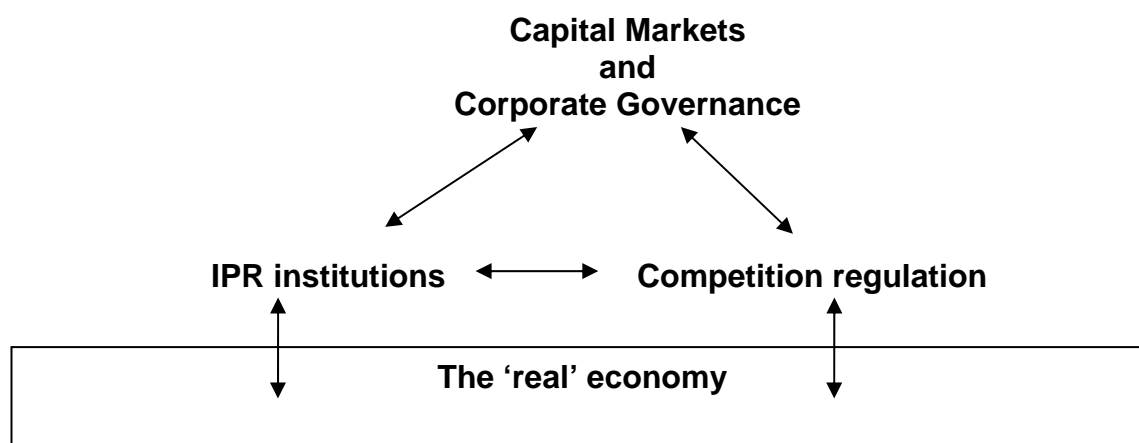 Capital Markets
and
Corporate Governance
IPR institutions
Competition regulation
The ‘real’ economy